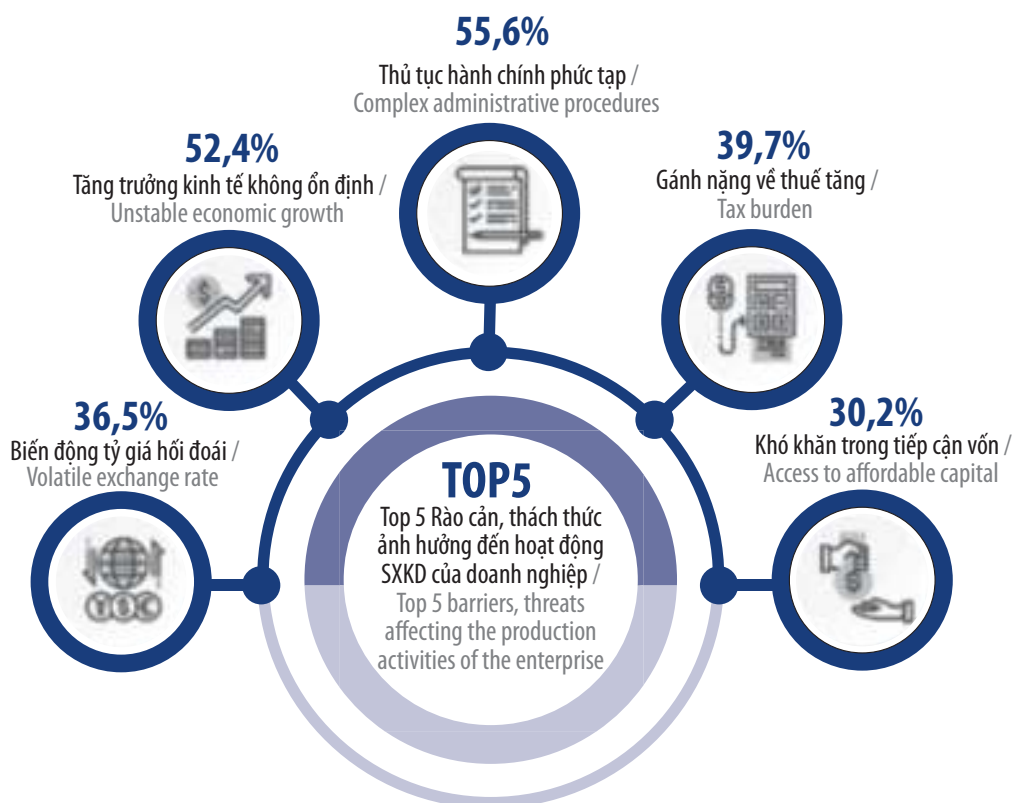 55,6%
Thủ tục hành chính phức tạp /
Complex administrative procedures
52,4%
Tăng trưởng kinh tế không ổn định /
Unstable economic growth
39,7%
Gánh nặng về thuế tăng /
Tax burden
36,5%
Biến động tỷ giá hối đoái /
Volatile exchange rate
30,2%
Khó khăn trong tiếp cận vốn /
Access to affordable capital
TOP5
Top 5 Rào cản, thách thức
ảnh hưởng đến hoạt động
SXKD của doanh nghiệp /
Top 5 barriers, threats
affecting the production
activities of the enterprise